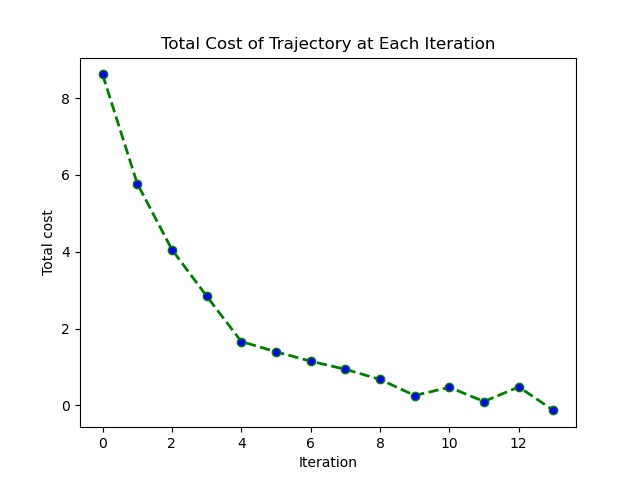 Total Cost of Trajectory at Each Iteration
Total cost
8
6
4
2
0
0 2 4 6 8 10 12
Iteration